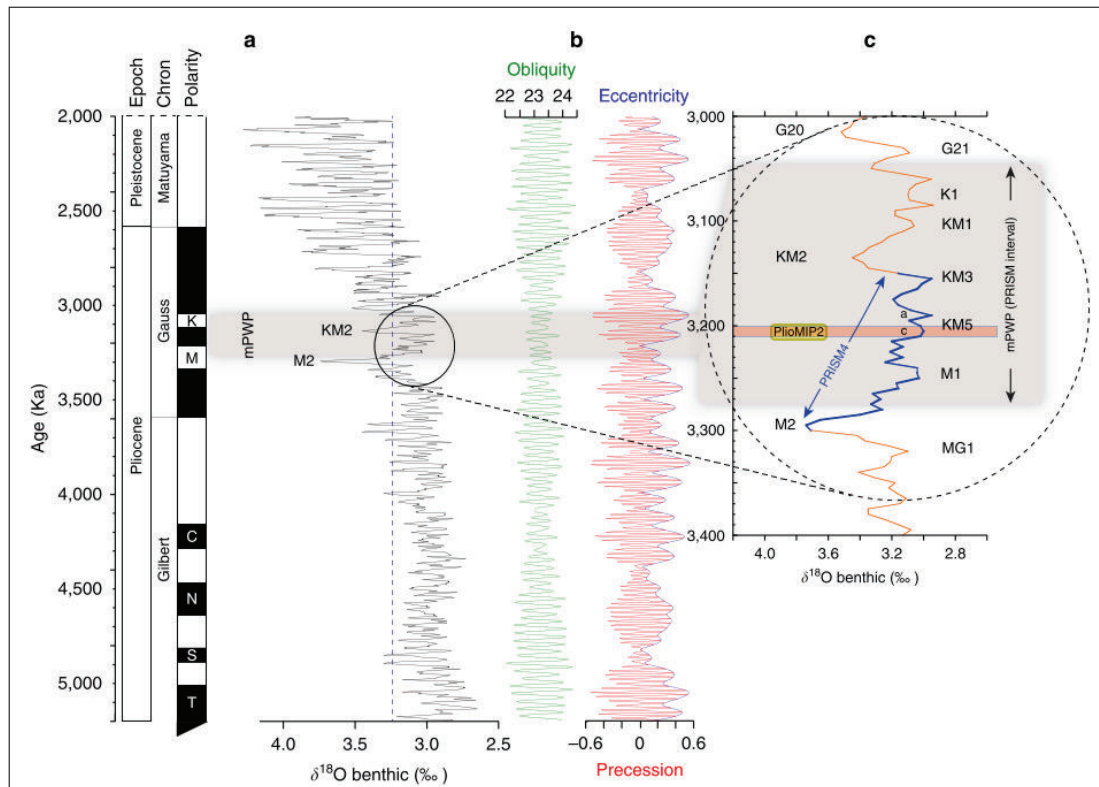 a
b
c
Epoch
Chron
Polarity
Obliquity
22 23 24
Eccentricity
Age (Ka)
2,000
2,500
3,000
3,500
4,000
4,500
5,000
Pleistocene
Pliocene
Matuyama
Gauss
Gilbert
K
M
C
N
S
T
mPWP
KM2
M2
4.0 3.5 3.0 2.5
δ18O benthic (‰)
−0.6 0 0.6
Precession
3,000
3,100
3,200
3,300
3,400
G20
G21
K1
KM1
KM2
KM3
a
KM5
PlioMIP2
c
PRISM4
M1
M2
MG1
mPWP (PRISM interval)
4.0 3.6 3.2 2.8
δ18O benthic (‰)